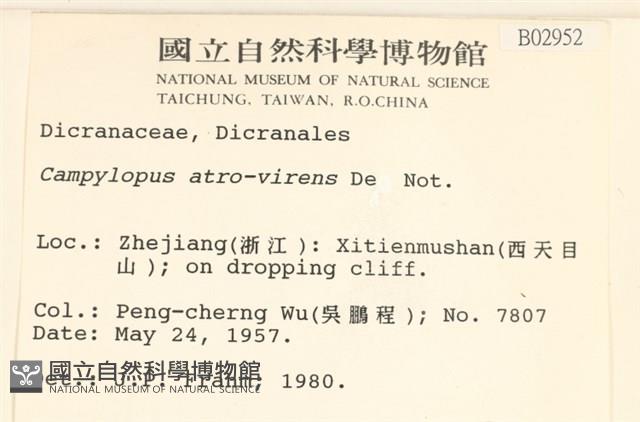 B02952
國立自然科學博物館
NATIONAL MUSEUM OF NATURAL SCIENCE
TAICHUNG, TAIWAN, R.O.CHINA
Dicranaceae, Dicranales
Campylopus atro-virens De Not.
Loc.: Zhejiang(浙江): Xitienmushan(西天目
山); on dropping cliff.
Col.: Peng-cherng Wu(吳鵬程); No. 7807
Date: May 24, 1957.
Det.: J.P. Frahm; 1980.
國立自然科學博物館
NATIONAL MUSEUM OF NATURAL SCIENCE